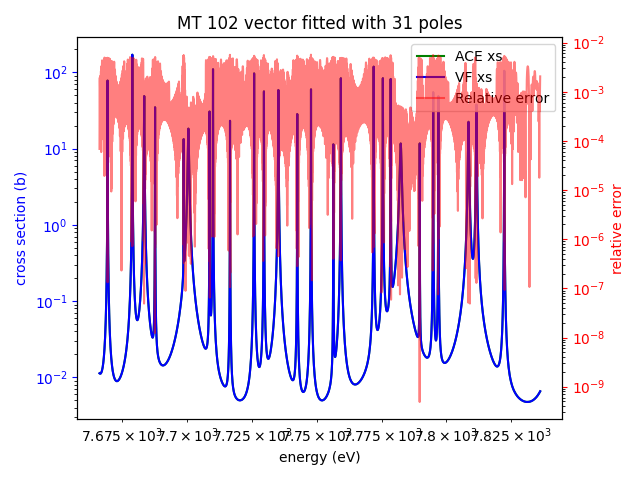 MT 102 vector fitted with 31 poles
ACE xs
VF xs
Relative error
cross section (b)
10²
10¹
10⁰
10⁻¹
10⁻²
10⁻²
10⁻³
10⁻⁴
10⁻⁵
10⁻⁶
10⁻⁷
10⁻⁸
10⁻⁹
relative error
7.675 × 10³ 7.7 × 10³ 7.725 × 10³ 7.75 × 10³ 7.775 × 10³ 7.8 × 10³ 7.825 × 10³
energy (eV)